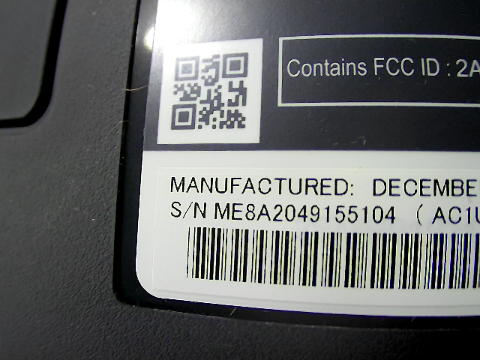 Contains FCC ID : 2A
MANUFACTURED: DECEMBE
S/N ME8A2049155104 ( AC1U